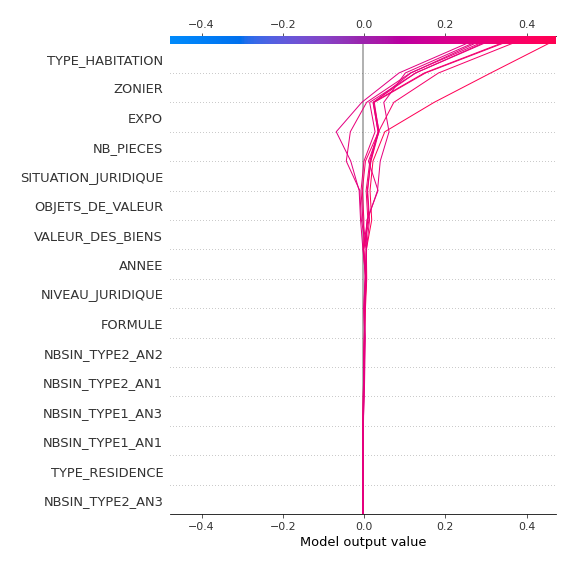 −0.4 −0.2 0.0 0.2 0.4
TYPE_HABITATION
ZONIER
EXPO
NB_PIECES
SITUATION_JURIDIQUE
OBJETS_DE_VALEUR
VALEUR_DES_BIENS
ANNEE
NIVEAU_JURIDIQUE
FORMULE
NBSIN_TYPE2_AN2
NBSIN_TYPE2_AN1
NBSIN_TYPE1_AN3
NBSIN_TYPE1_AN1
TYPE_RESIDENCE
NBSIN_TYPE2_AN3
−0.4 −0.2 0.0 0.2 0.4
Model output value